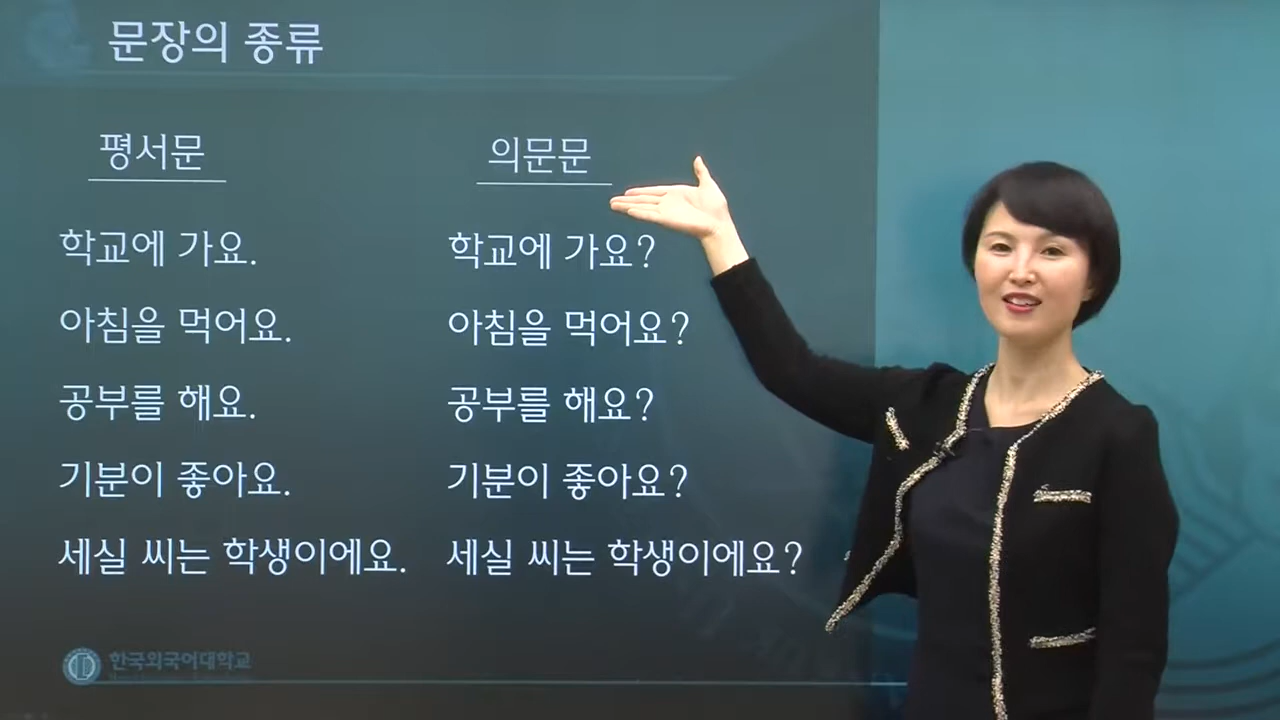 문장의 종류
평서문
학교에 가요.
아침을 먹어요.
공부를 해요.
기분이 좋아요.
세실 씨는 학생이에요.
의문문
학교에 가요?
아침을 먹어요?
공부를 해요?
기분이 좋아요?
세실 씨는 학생이에요?
한국외국어대학교